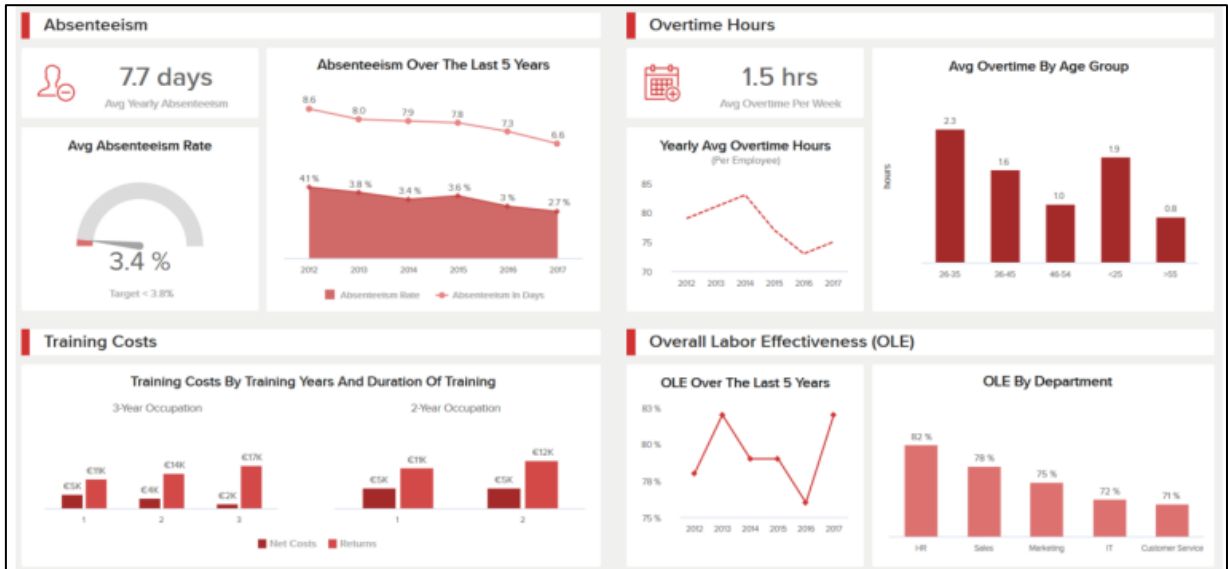 Absenteeism
7.7 days
Avg Yearly Absenteeism
Avg Absenteeism Rate
3.4 %
Target < 3.8%
Absenteeism Over The Last 5 Years
8.6
8.0
7.9
7.8
7.3
6.6
4.1 %
3.8 %
3.4 %
3.6 %
3 %
2.7 %
2012 2013 2014 2015 2016 2017
Absenteeism Rate Absenteeism In Days
Overtime Hours
1.5 hrs
Avg Overtime Per Week
Yearly Avg Overtime Hours
(Per Employee)
85
80
75
70
2012 2013 2014 2015 2016 2017
Avg Overtime By Age Group
hours
2.3
1.6
1.0
1.9
0.8
26-35 36-45 46-54 <25 >55
Training Costs
Training Costs By Training Years And Duration Of Training
3-Year Occupation
€5K €11K
€4K €14K
€2K €17K
1 2 3
2-Year Occupation
€5K €11K
€5K €12K
1 2
Net Costs Returns
Overall Labor Effectiveness (OLE)
OLE Over The Last 5 Years
83 %
80 %
78 %
75 %
2012 2013 2014 2015 2016 2017
OLE By Department
82 %
78 %
75 %
72 %
71 %
HR Sales Marketing IT Customer Service